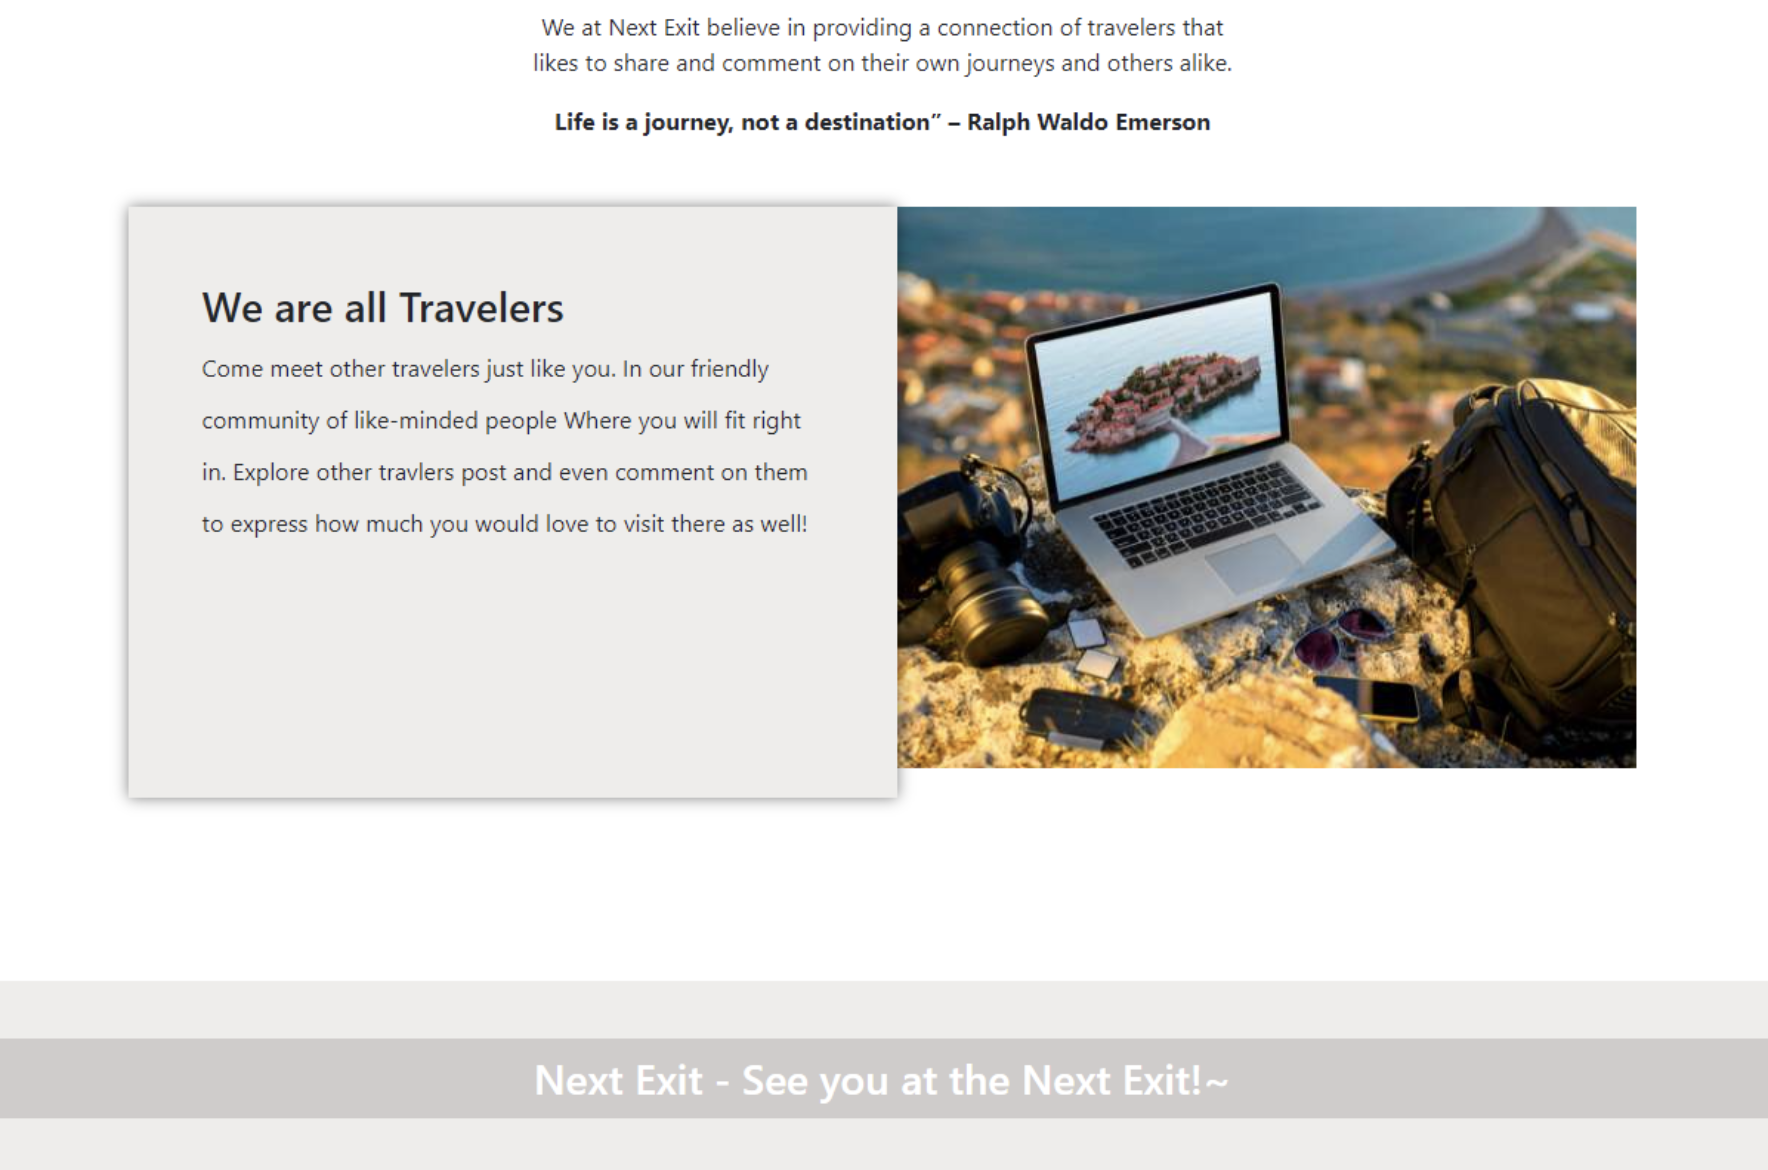 We at Next Exit believe in providing a connection of travelers that
likes to share and comment on their own journeys and others alike.
Life is a journey, not a destination” – Ralph Waldo Emerson
We are all Travelers
Come meet other travelers just like you. In our friendly
community of like-minded people Where you will fit right
in. Explore other travlers post and even comment on them
to express how much you would love to visit there as well!
Next Exit - See you at the Next Exit!~